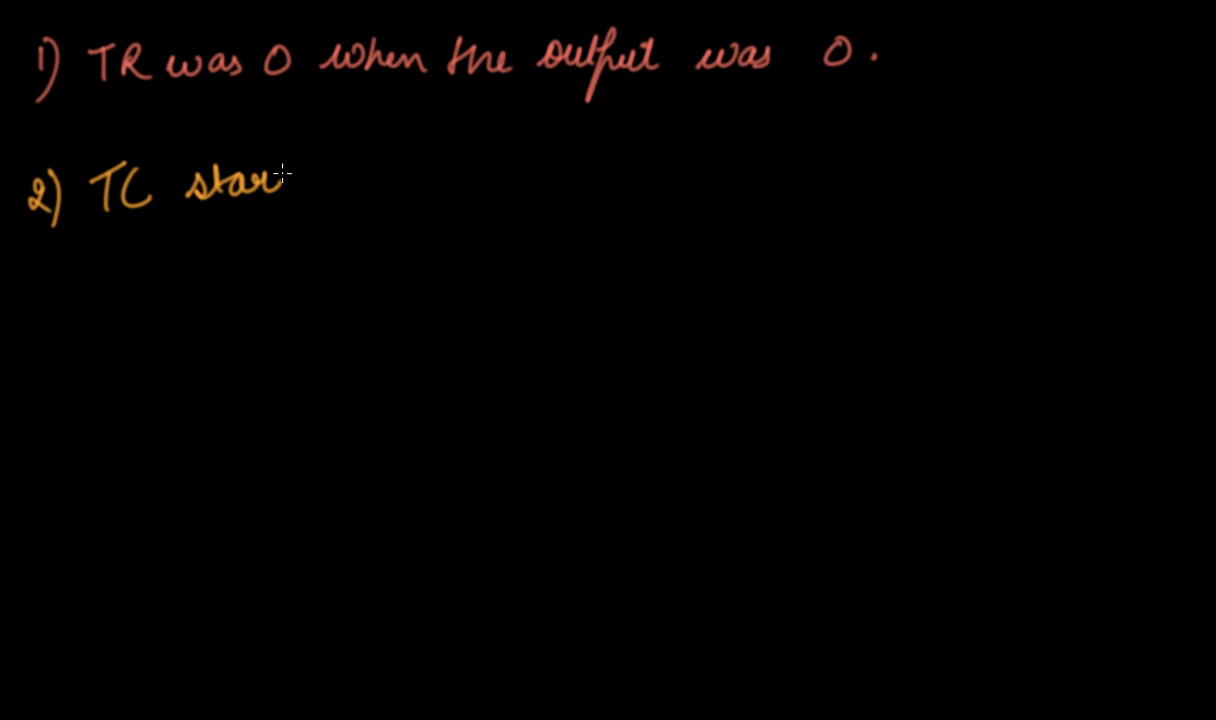 1) TR was 0 when the output was 0.
2) TC star